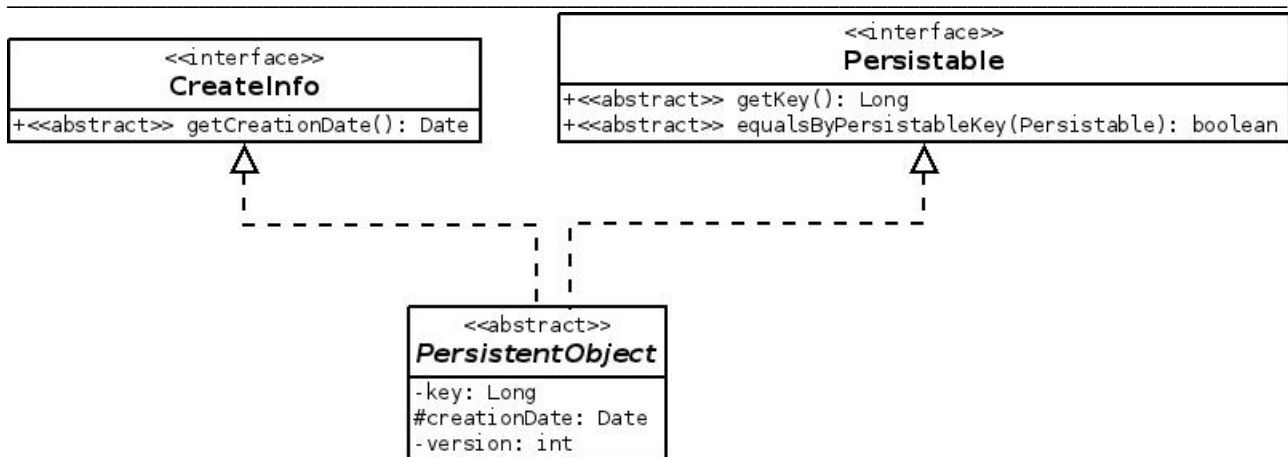 <<interface>>
CreateInfo
+<<abstract>> getCreationDate(): Date
<<interface>>
Persistable
+<<abstract>> getKey(): Long
+<<abstract>> equalsByPersistableKey(Persistable): boolean
<<abstract>>
PersistentObject
-key: Long
#creationDate: Date
-version: int